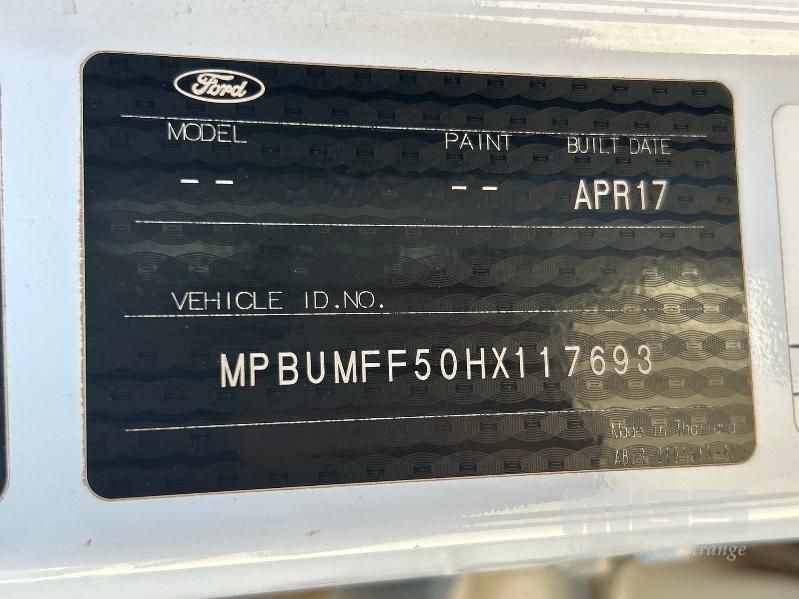 Ford
MODEL PAINT BUILT DATE
-- -- APR17
VEHICLE ID.NO.
MPBUMFF50HX117693
Made in Thailand